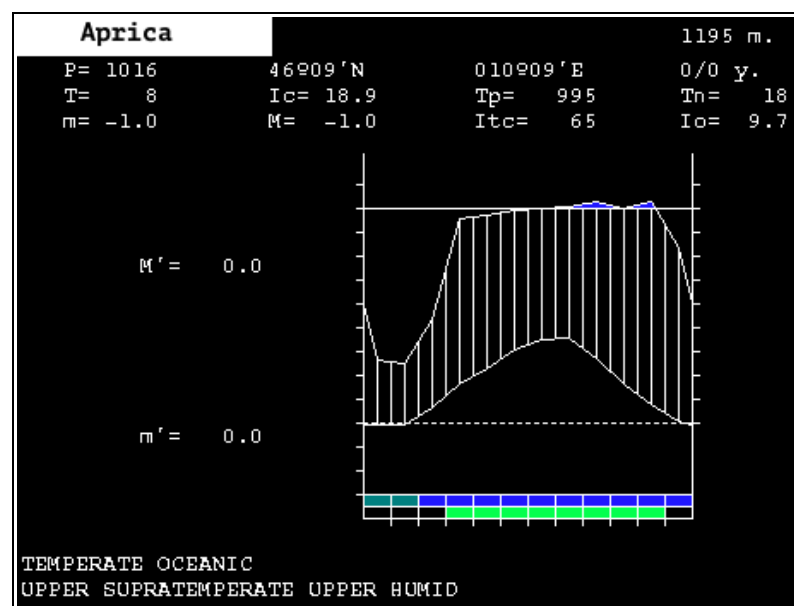 Aprica 1195 m.
P= 1016 46º09'N 010º09'E 0/0 y.
T= 8 Ic= 18.9 Tp= 995 Tn= 18
m= -1.0 M= -1.0 Itc= 65 Io= 9.7
M'= 0.0
m'= 0.0
TEMPERATE OCEANIC
UPPER SUPRATEMPERATE UPPER HUMID